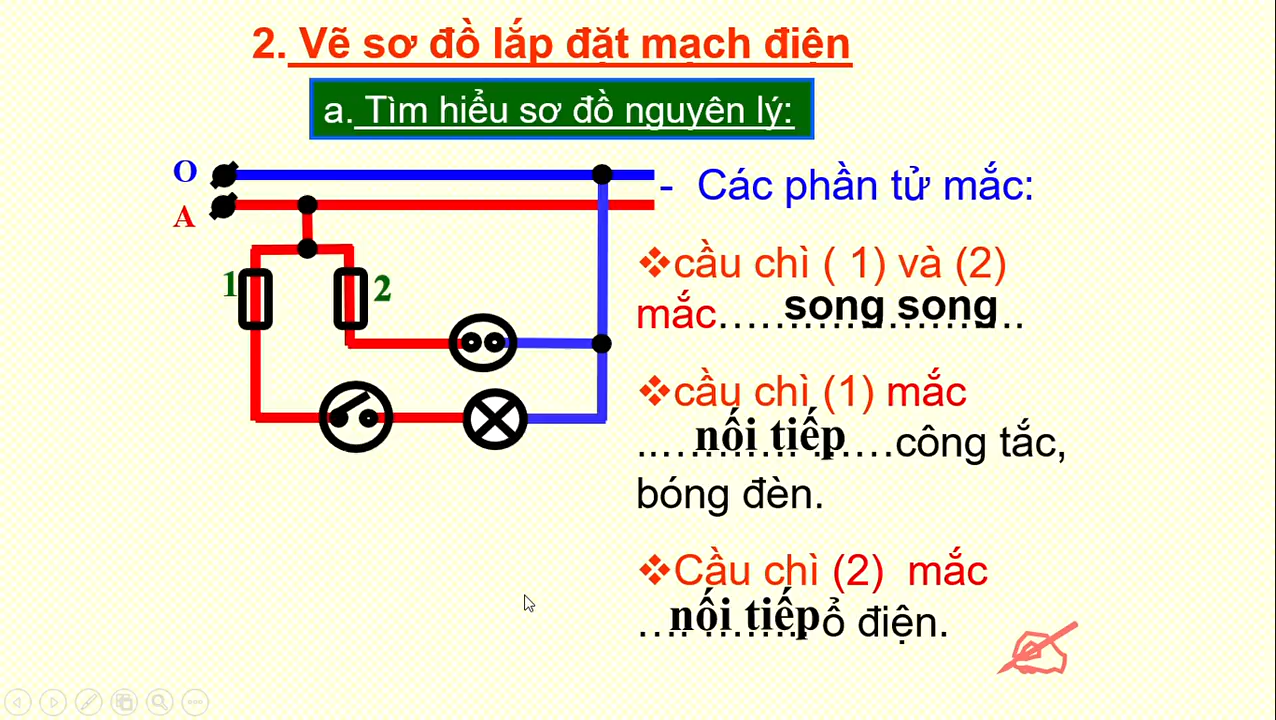 2. Vẽ sơ đồ lắp đặt mạch điện
a. Tìm hiểu sơ đồ nguyên lý:
O
A
1
2
- Các phần tử mắc:
❖cầu chì ( 1) và (2)
mắc……song song……..
❖cầu chì (1) mắc
..…nối tiếp……công tắc,
bóng đèn.
❖Cầu chì (2) mắc
….nối tiếp ổ điện.